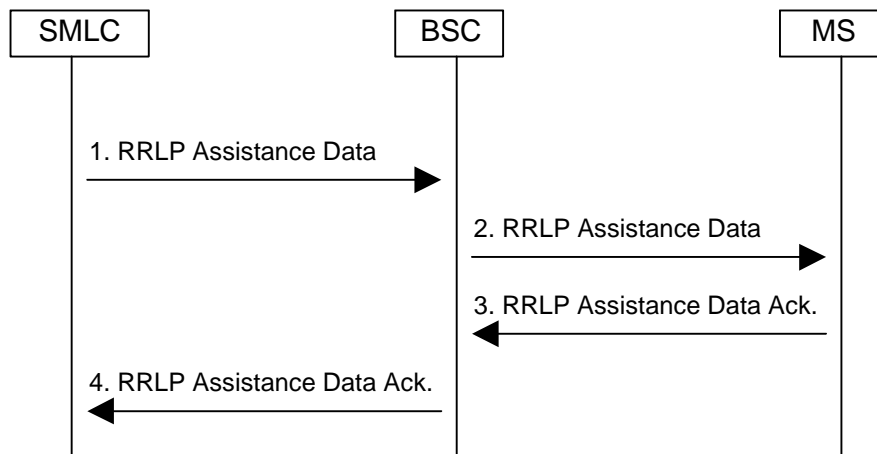 SMLC
BSC
MS
1. RRLP Assistance Data
2. RRLP Assistance Data
3. RRLP Assistance Data Ack.
4. RRLP Assistance Data Ack.